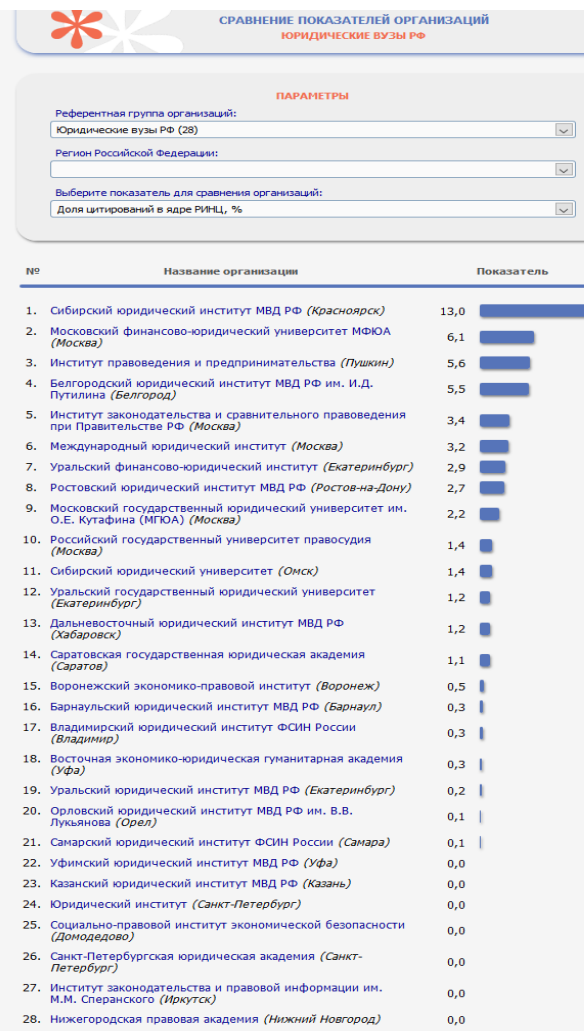 СРАВНЕНИЕ ПОКАЗАТЕЛЕЙ ОРГАНИЗАЦИЙ
ЮРИДИЧЕСКИЕ ВУЗЫ РФ
ПАРАМЕТРЫ
Референтная группа организаций:
Юридические вузы РФ (28)
Регион Российской Федерации:
Выберите показатель для сравнения организаций:
Доля цитирований в ядре РИНЦ, %
№ Название организации Показатель
1. Сибирский юридический институт МВД РФ (Красноярск) 13,0
2. Московский финансово-юридический университет МФЮА
(Москва) 6,1
3. Институт правоведения и предпринимательства (Пушкин) 5,6
4. Белгородский юридический институт МВД РФ им. И.Д.
Путилина (Белгород) 5,5
5. Институт законодательства и сравнительного правоведения
при Правительстве РФ (Москва) 3,4
6. Международный юридический институт (Москва) 3,2
7. Уральский финансово-юридический институт (Екатеринбург) 2,9
8. Ростовский юридический институт МВД РФ (Ростов-на-Дону) 2,7
9. Московский государственный юридический университет им.
О.Е. Кутафина (МГЮА) (Москва) 2,2
10. Российский государственный университет правосудия
(Москва) 1,4
11. Сибирский юридический университет (Омск) 1,4
12. Уральский государственный юридический университет
(Екатеринбург) 1,2
13. Дальневосточный юридический институт МВД РФ
(Хабаровск) 1,2
14. Саратовская государственная юридическая академия
(Саратов) 1,1
15. Воронежский экономико-правовой институт (Воронеж) 0,5
16. Барнаульский юридический институт МВД РФ (Барнаул) 0,3
17. Владимирский юридический институт ФСИН России
(Владимир) 0,3
18. Восточная экономико-юридическая гуманитарная академия
(Уфа) 0,3
19. Уральский юридический институт МВД РФ (Екатеринбург) 0,2
20. Орловский юридический институт МВД РФ им. В.В.
Лукьянова (Орел) 0,1
21. Самарский юридический институт ФСИН России (Самара) 0,1
22. Уфимский юридический институт МВД РФ (Уфа) 0,0
23. Казанский юридический институт МВД РФ (Казань) 0,0
24. Юридический институт (Санкт-Петербург) 0,0
25. Социально-правовой институт экономической безопасности
(Домодедово) 0,0
26. Санкт-Петербургская юридическая академия (Санкт-
Петербург) 0,0
27. Институт законодательства и правовой информации им.
М.М. Сперанского (Иркутск) 0,0
28. Нижегородская правовая академия (Нижний Новгород) 0,0